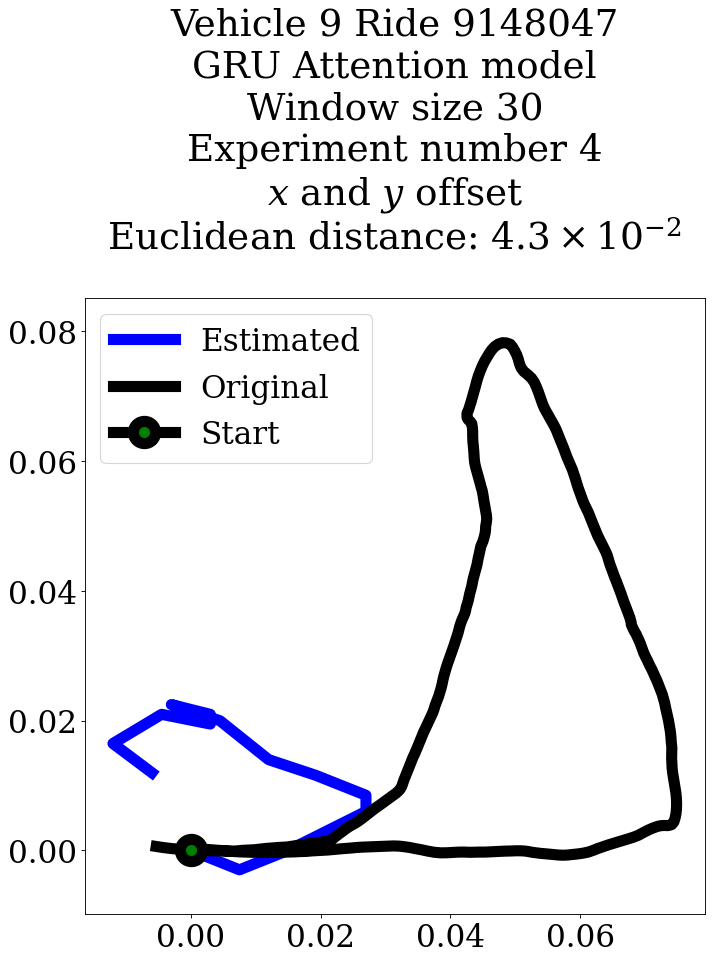 Vehicle 9 Ride 9148047
GRU Attention model
Window size 30
Experiment number 4
x and y offset
Euclidean distance: 4.3 × 10⁻²
Estimated
Original
Start
0.08
0.06
0.04
0.02
0.00
0.00 0.02 0.04 0.06